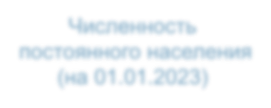 Численность
постоянного населения
(на 01.01.2023)